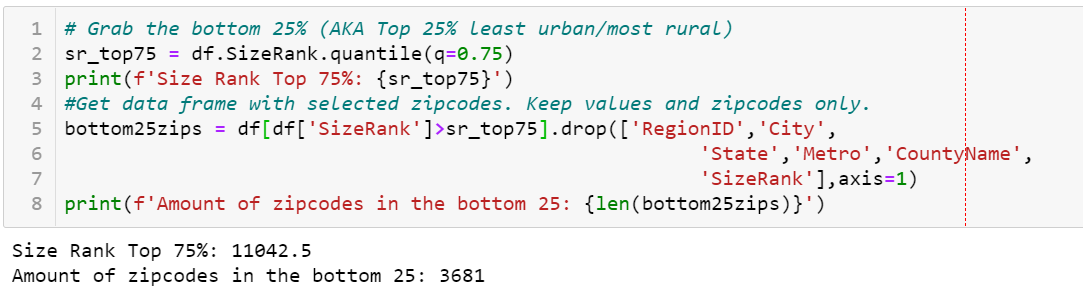 1 # Grab the bottom 25% (AKA Top 25% least urban/most rural)
2 sr_top75 = df.SizeRank.quantile(q=0.75)
3 print(f'Size Rank Top 75%: {sr_top75}')
4 #Get data frame with selected zipcodes. Keep values and zipcodes only.
5 bottom25zips = df[df['SizeRank']>sr_top75].drop(['RegionID','City',
6 'State','Metro','CountyName',
7 'SizeRank'],axis=1)
8 print(f'Amount of zipcodes in the bottom 25: {len(bottom25zips)}')
Size Rank Top 75%: 11042.5
Amount of zipcodes in the bottom 25: 3681